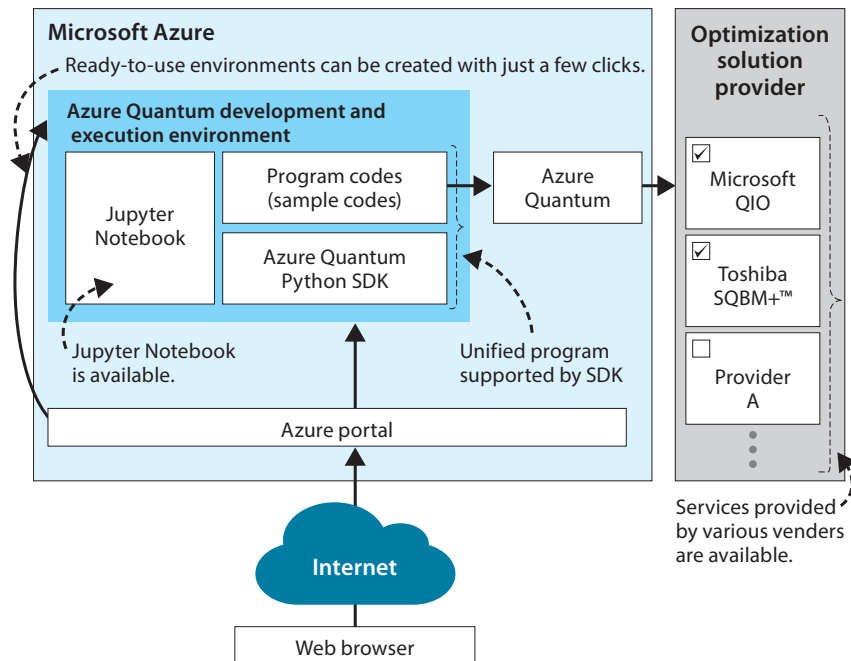 Microsoft Azure
Ready-to-use environments can be created with just a few clicks.
Azure Quantum development and
execution environment
Jupyter
Notebook
Program codes
(sample codes)
Azure Quantum
Python SDK
Azure
Quantum
Jupyter Notebook
is available.
Unified program
supported by SDK
Azure portal
Internet
Web browser
Optimization
solution
provider
Microsoft
QIO
Toshiba
SQBM+™
Provider
A
Services provided
by various venders
are available.